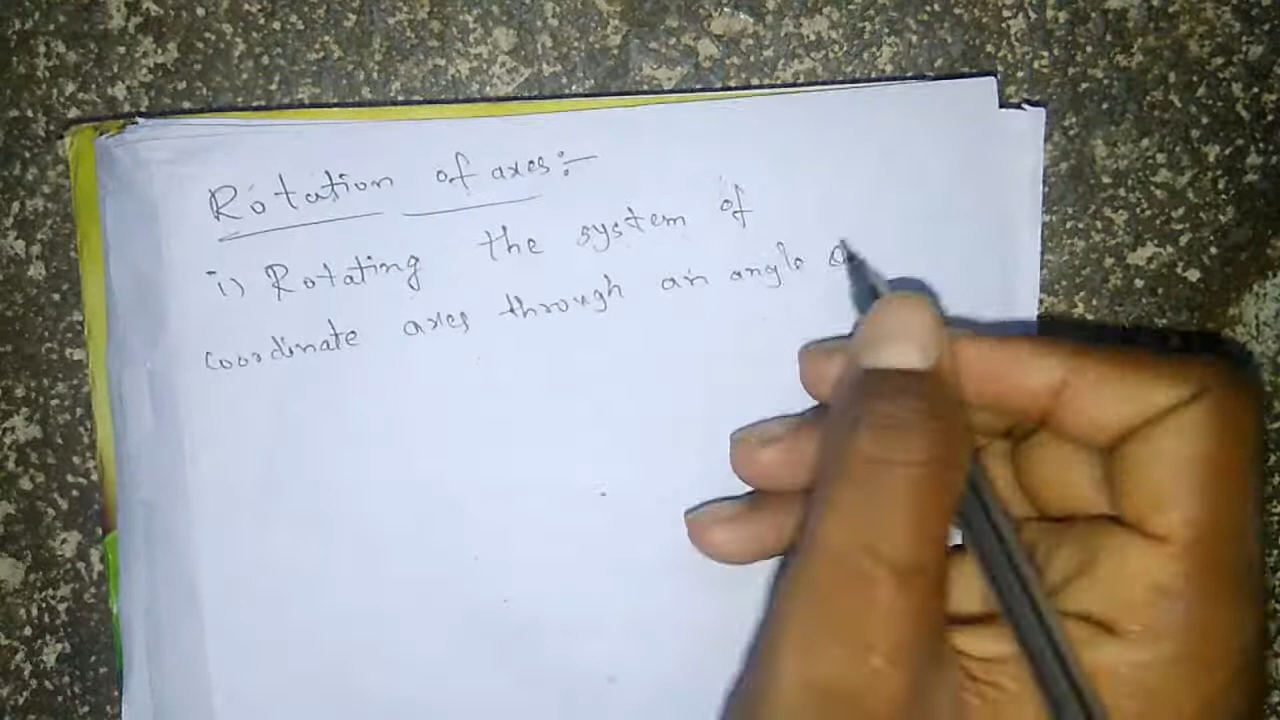 Rotation of axes:-
i) Rotating the system of
coordinate axes through an angle